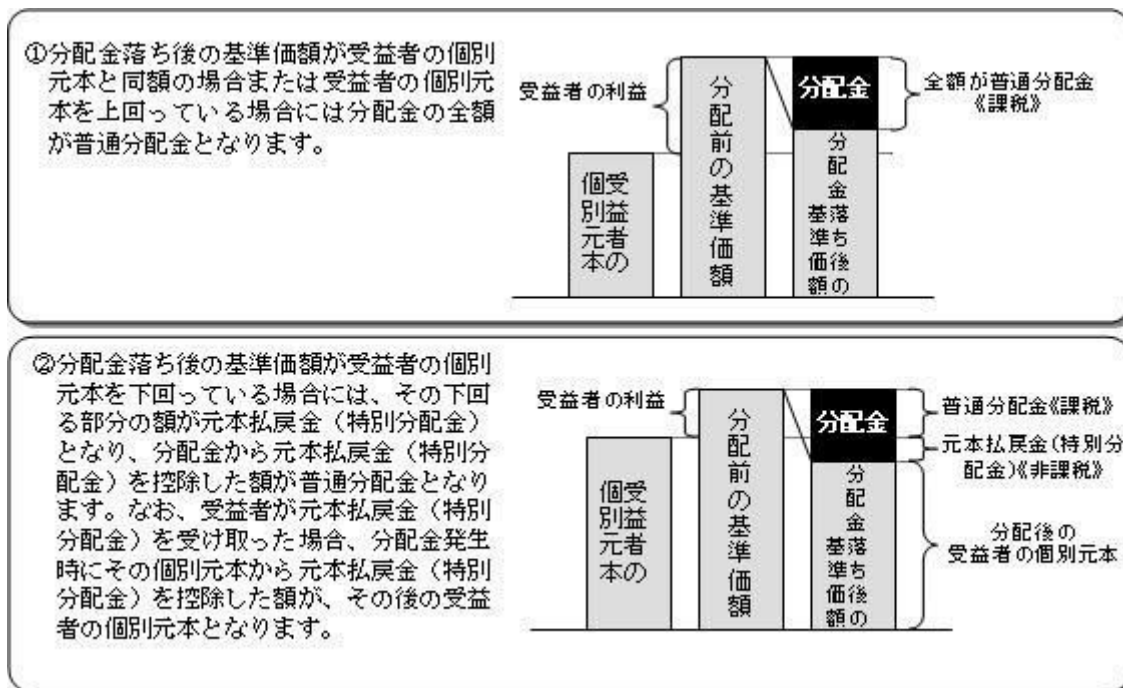 ①分配金落ち後の基準価額が受益者の個別
元本と同額の場合または受益者の個別元
本を上回っている場合には分配金の全額
が普通分配金となります。
受益者の利益
受益者の
個別元本
分配前の基準価額
分配金
分配金落ち後の
基準価額
全額が普通分配金
《課税》
②分配金落ち後の基準価額が受益者の個別
元本を下回っている場合には、その下回
る部分の額が元本払戻金（特別分配金）
となり、分配金から元本払戻金（特別分
配金）を控除した額が普通分配金となり
ます。なお、受益者が元本払戻金（特別
分配金）を受け取った場合、分配金発生
時にその個別元本から元本払戻金（特別
分配金）を控除した額が、その後の受益
者の個別元本となります。
受益者の利益
受益者の
個別元本
分配前の基準価額
分配金
分配金落ち後の
基準価額
普通分配金《課税》
元本払戻金(特別分
配金)《非課税》
分配後の
受益者の個別元本